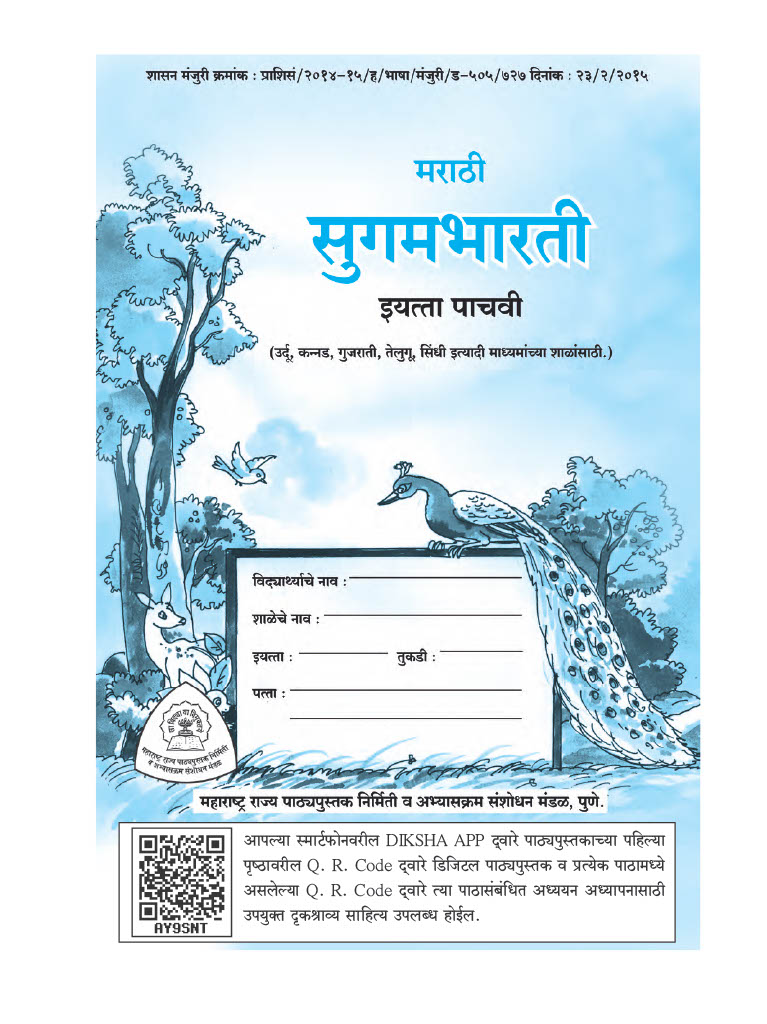 शासन मंजुरी क्रमांक : प्राशिसं/२०१४-१५/ह/भाषा/मंजुरी/ड-५०५/७२७ दिनांक : २३/२/२०१५
मराठी
सुगमभारती
इयत्ता पाचवी
(उर्दू, कन्नड, गुजराती, तेलुगू, सिंधी इत्यादी माध्यमांच्या शाळांसाठी.)
विद्यार्थ्याचे नाव :
शाळेचे नाव :
इयत्ता : तुकडी :
पत्ता :
सा विद्या या विमुक्तये
महाराष्ट्र राज्य पाठ्यपुस्तक निर्मिती
व अभ्यासक्रम संशोधन मंडळ
महाराष्ट्र राज्य पाठ्यपुस्तक निर्मिती व अभ्यासक्रम संशोधन मंडळ, पुणे.
आपल्या स्मार्टफोनवरील DIKSHA APP द्वारे पाठ्यपुस्तकाच्या पहिल्या
पृष्ठावरील Q. R. Code द्वारे डिजिटल पाठ्यपुस्तक व प्रत्येक पाठामध्ये
असलेल्या Q. R. Code द्वारे त्या पाठासंबंधित अध्ययन अध्यापनासाठी
उपयुक्त दृकश्राव्य साहित्य उपलब्ध होईल.
AY9SNT